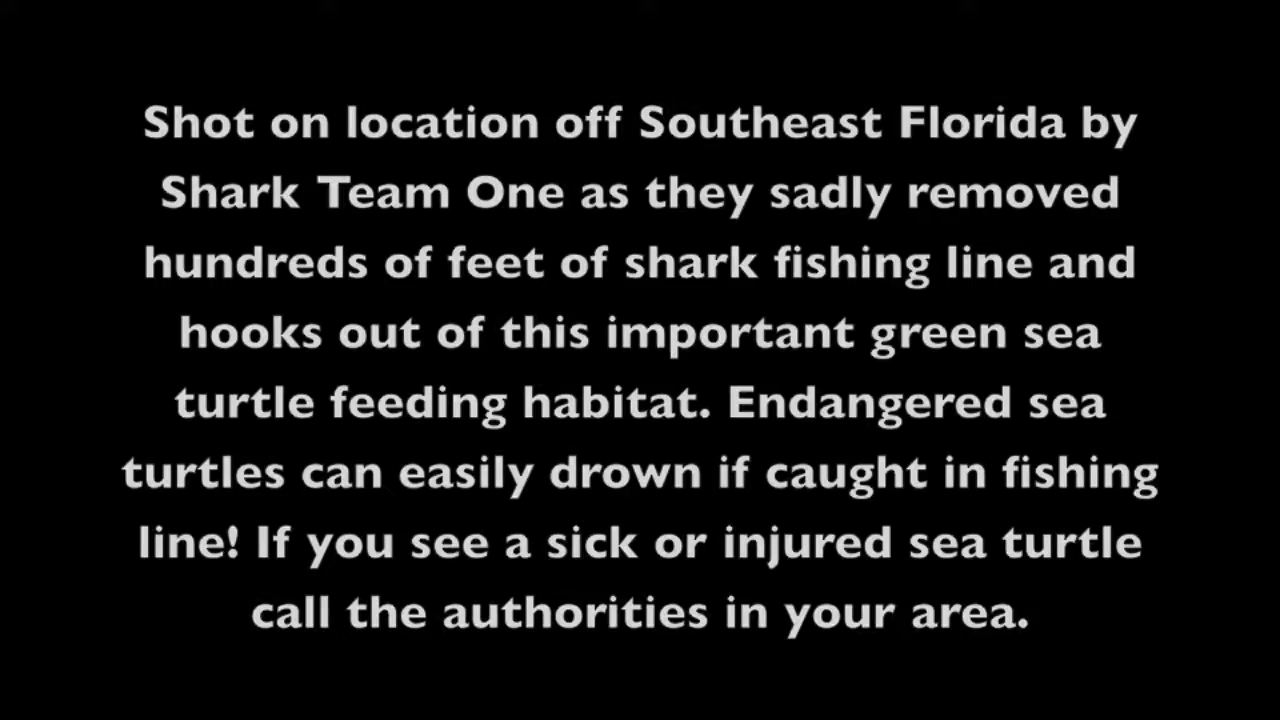 Shot on location off Southeast Florida by
Shark Team One as they sadly removed
hundreds of feet of shark fishing line and
hooks out of this important green sea
turtle feeding habitat. Endangered sea
turtles can easily drown if caught in fishing
line! If you see a sick or injured sea turtle
call the authorities in your area.